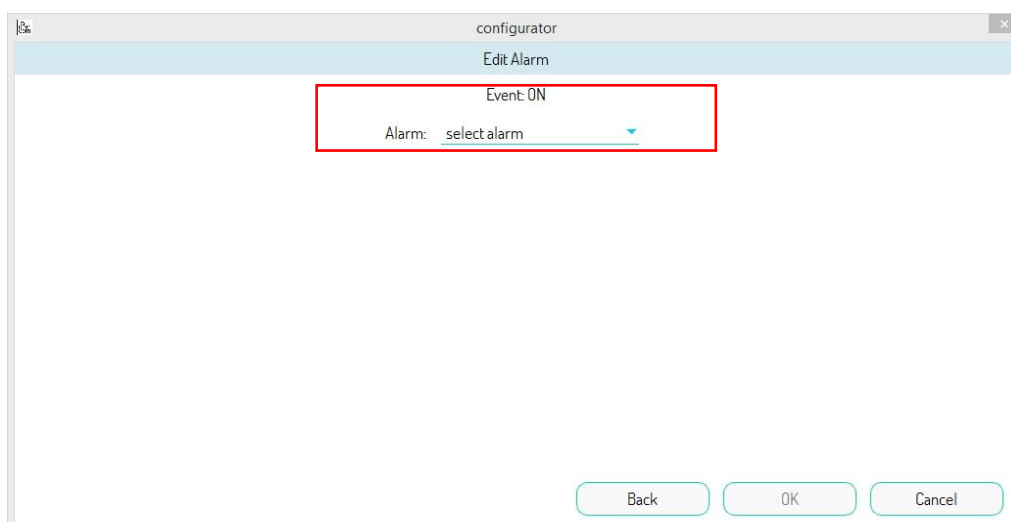 configurator
Edit Alarm
Event: ON
Alarm: select alarm
Back OK Cancel